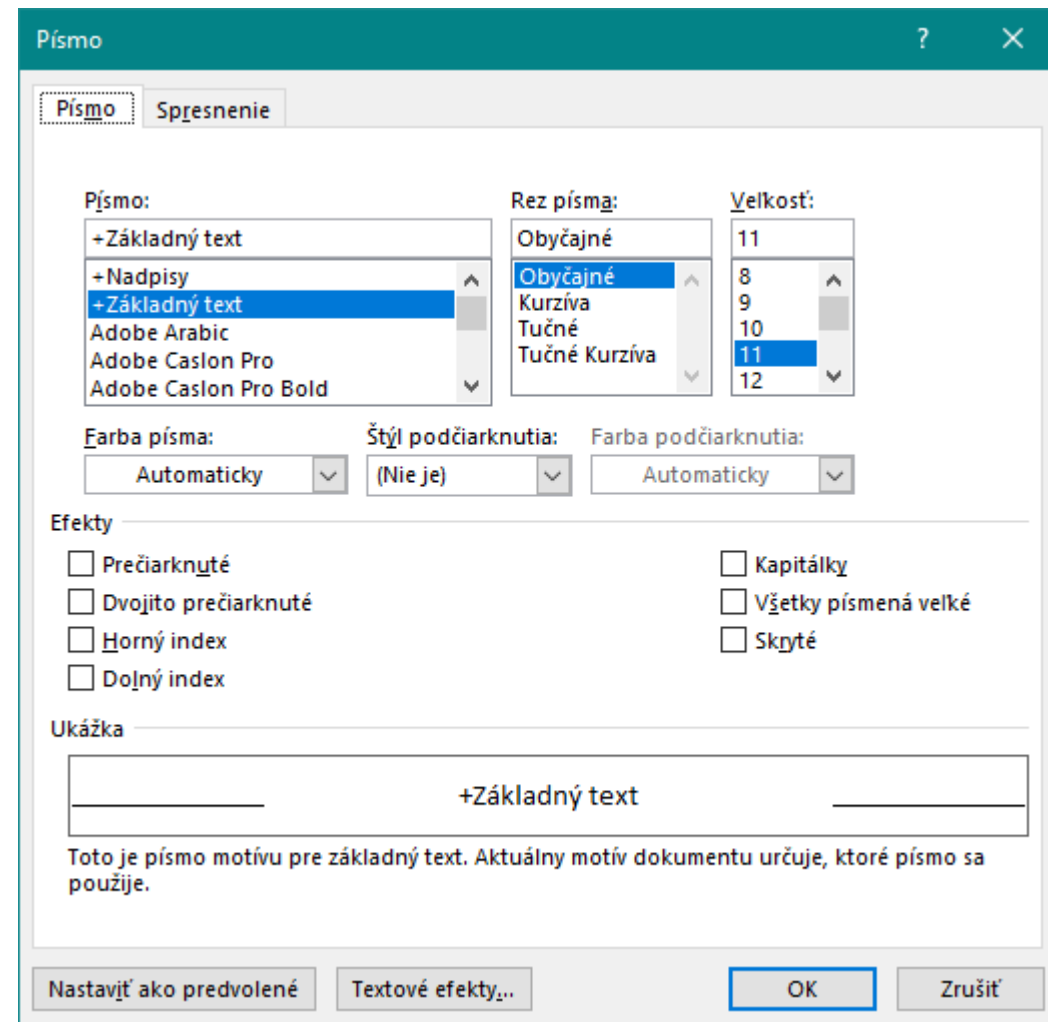 Písmo ?
Písmo Spresnenie
Písmo: Rez písma: Veľkosť:
+Základný text Obyčajné 11
+Nadpisy Obyčajné 8
+Základný text Kurzíva 9
Adobe Arabic Tučné 10
Adobe Caslon Pro Tučné Kurzíva 11
Adobe Caslon Pro Bold 12
Farba písma: Štýl podčiarknutia: Farba podčiarknutia:
Automaticky (Nie je) Automaticky
Efekty
Prečiarknuté Kapitálky
Dvojito prečiarknuté Všetky písmená veľké
Horný index Skryté
Dolný index
Ukážka
+Základný text
Toto je písmo motívu pre základný text. Aktuálny motív dokumentu určuje, ktoré písmo sa
použije.
Nastaviť ako predvolené Textové efekty... OK Zrušiť